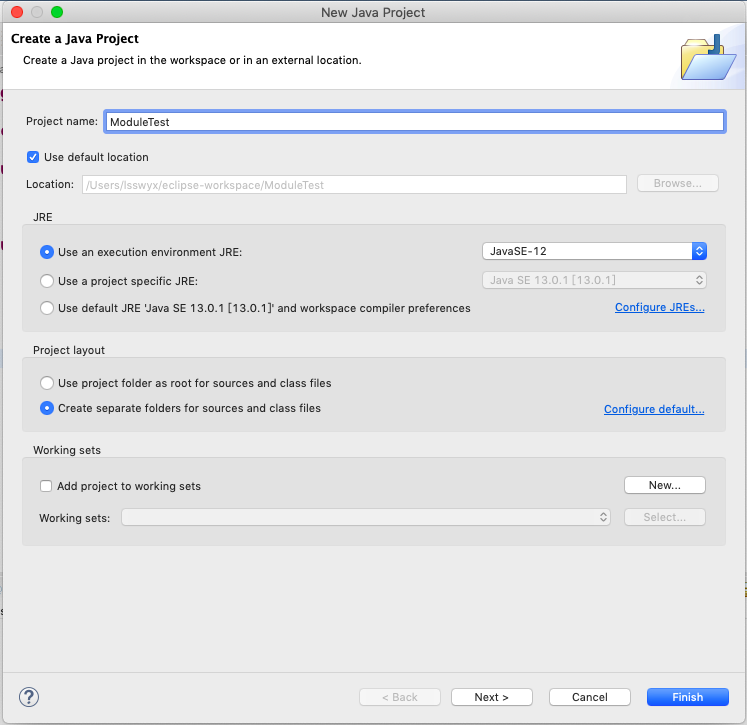 New Java Project
Create a Java Project
Create a Java project in the workspace or in an external location.
Project name: ModuleTest
Use default location
Location: /Users/lsswyx/eclipse-workspace/ModuleTest Browse...
JRE
Use an execution environment JRE: JavaSE-12
Use a project specific JRE: Java SE 13.0.1 [13.0.1]
Use default JRE 'Java SE 13.0.1 [13.0.1]' and workspace compiler preferences Configure JREs...
Project layout
Use project folder as root for sources and class files
Create separate folders for sources and class files Configure default...
Working sets
Add project to working sets New...
Working sets: Select...
? < Back Next > Cancel Finish